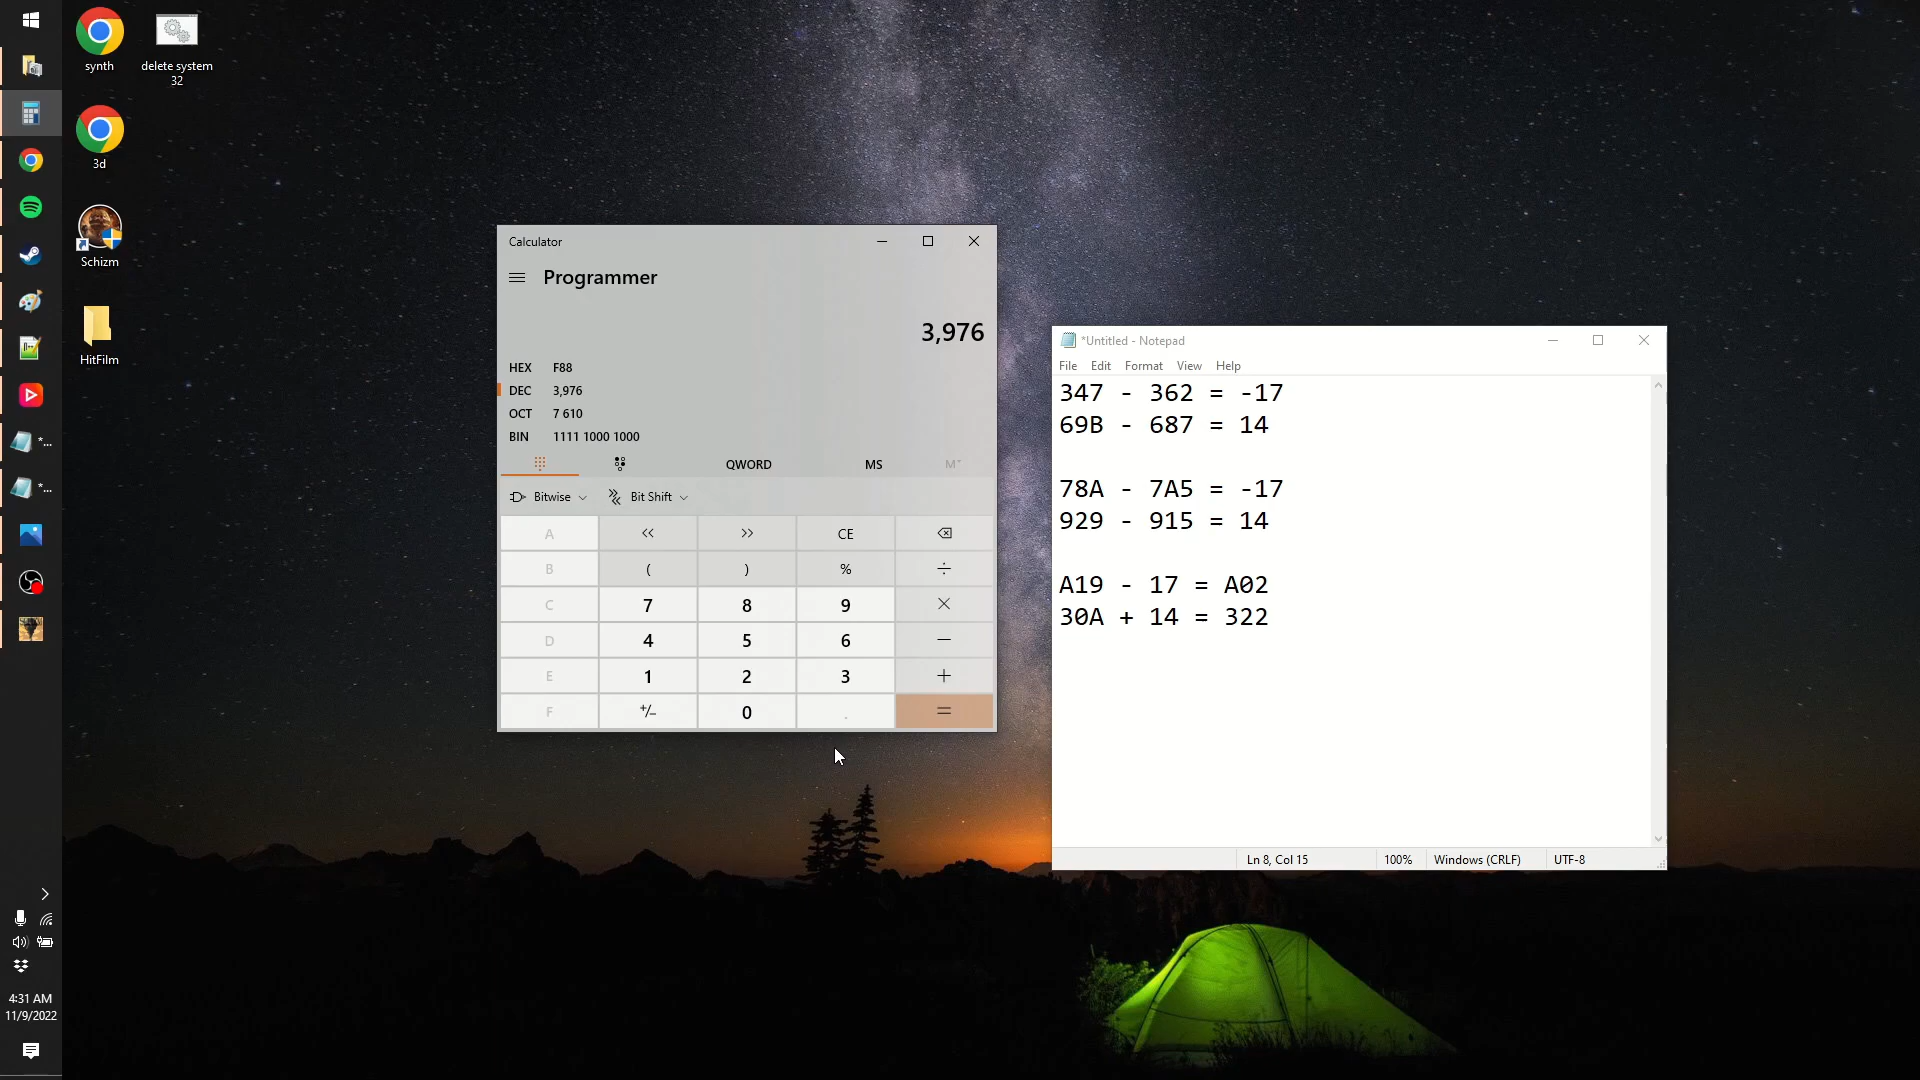 synth
delete system
32
3d
Schizm
HitFilm
*...
*...
4:31 AM
11/9/2022
Calculator
Programmer
3,976
HEX F88
DEC 3,976
OCT 7 610
BIN 1111 1000 1000
QWORD MS M˅
Bitwise Bit Shift
A << >> CE
B ( ) % ÷
C 7 8 9 ×
D 4 5 6 −
E 1 2 3 +
F +/− 0 . =
*Untitled - Notepad
File Edit Format View Help
347 - 362 = -17
69B - 687 = 14
78A - 7A5 = -17
929 - 915 = 14
A19 - 17 = A02
30A + 14 = 322
Ln 8, Col 15 100% Windows (CRLF) UTF-8